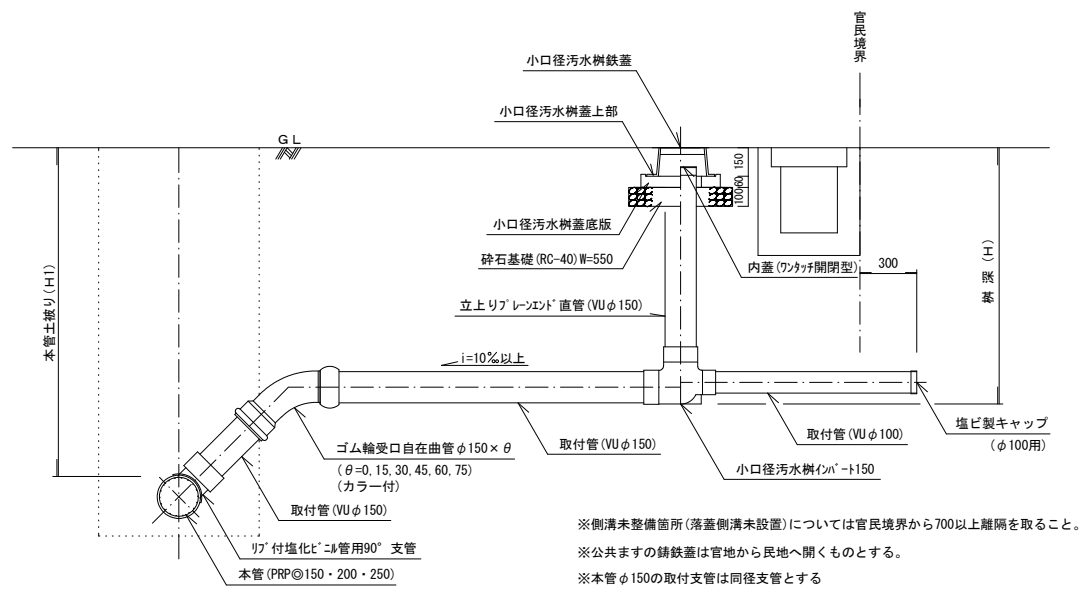 官民境界
小口径汚水桝鉄蓋
小口径汚水桝蓋上部
GL
150
60
100
小口径汚水桝蓋底版
砕石基礎(RC-40)W=550
内蓋(ワンタッチ開閉型)
300
桝深(H)
本管土被り(H1)
立上りプレーンエンド直管(VUφ150)
i=10‰以上
ゴム輪受口自在曲管φ150×θ
(θ=0,15,30,45,60,75)
(カラー付)
取付管(VUφ150)
取付管(VUφ100)
塩ビ製キャップ
(φ100用)
小口径汚水桝インバート150
取付管(VUφ150)
リブ付塩化ビニル管用90°支管
本管(PRP◎150・200・250)
※側溝未整備箇所(落蓋側溝未設置)については官民境界から700以上離隔を取ること。
※公共ますの鋳鉄蓋は官地から民地へ開くものとする。
※本管φ150の取付支管は同径支管とする